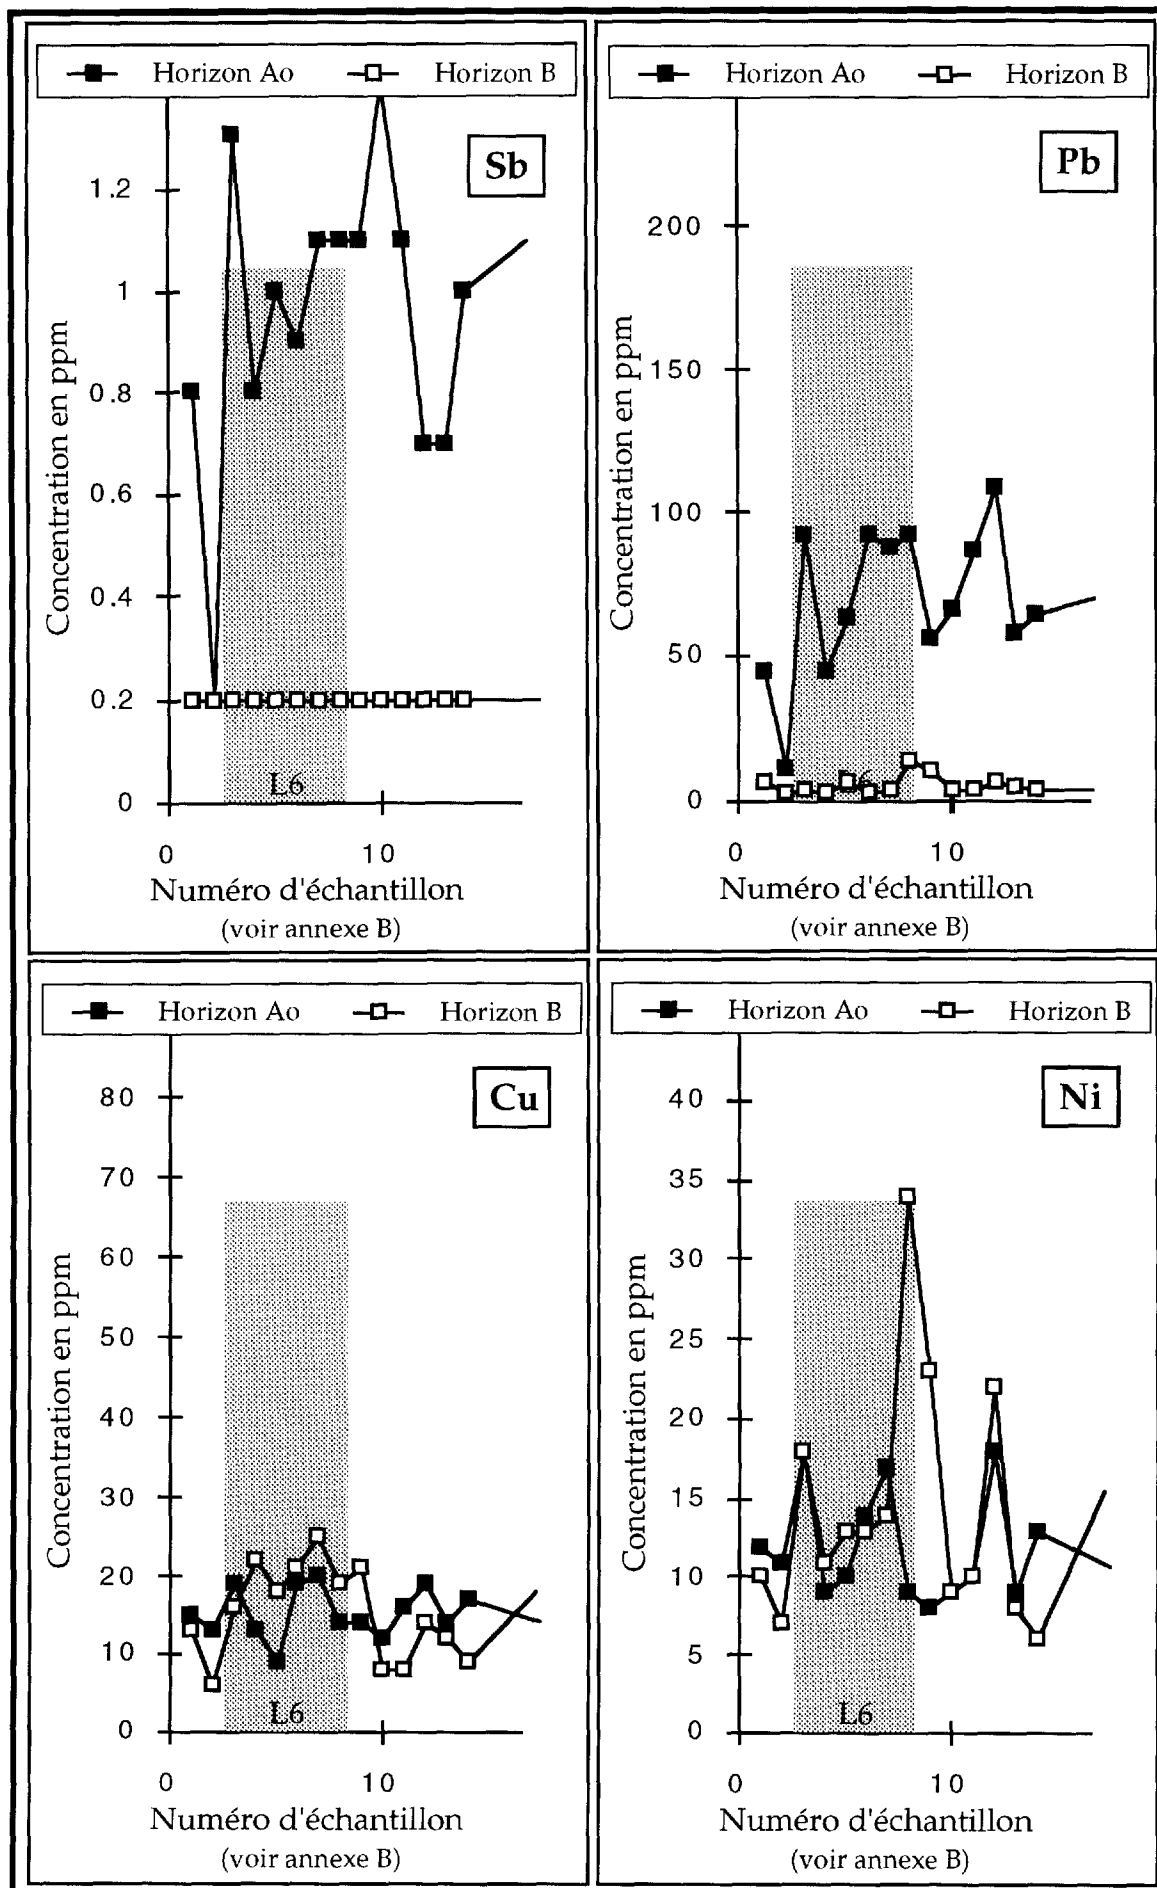 Horizon Ao Horizon B
Sb
1.2
1
0.8
0.6
0.4
0.2
0
Concentration en ppm
L6
0 10
Numéro d'échantillon
(voir annexe B)
Horizon Ao Horizon B
Pb
200
150
100
50
0
Concentration en ppm
6
0 10
Numéro d'échantillon
(voir annexe B)
Horizon Ao Horizon B
Cu
80
70
60
50
40
30
20
10
0
Concentration en ppm
L6
0 10
Numéro d'échantillon
(voir annexe B)
Horizon Ao Horizon B
Ni
40
35
30
25
20
15
10
5
0
Concentration en ppm
L6
0 10
Numéro d'échantillon
(voir annexe B)